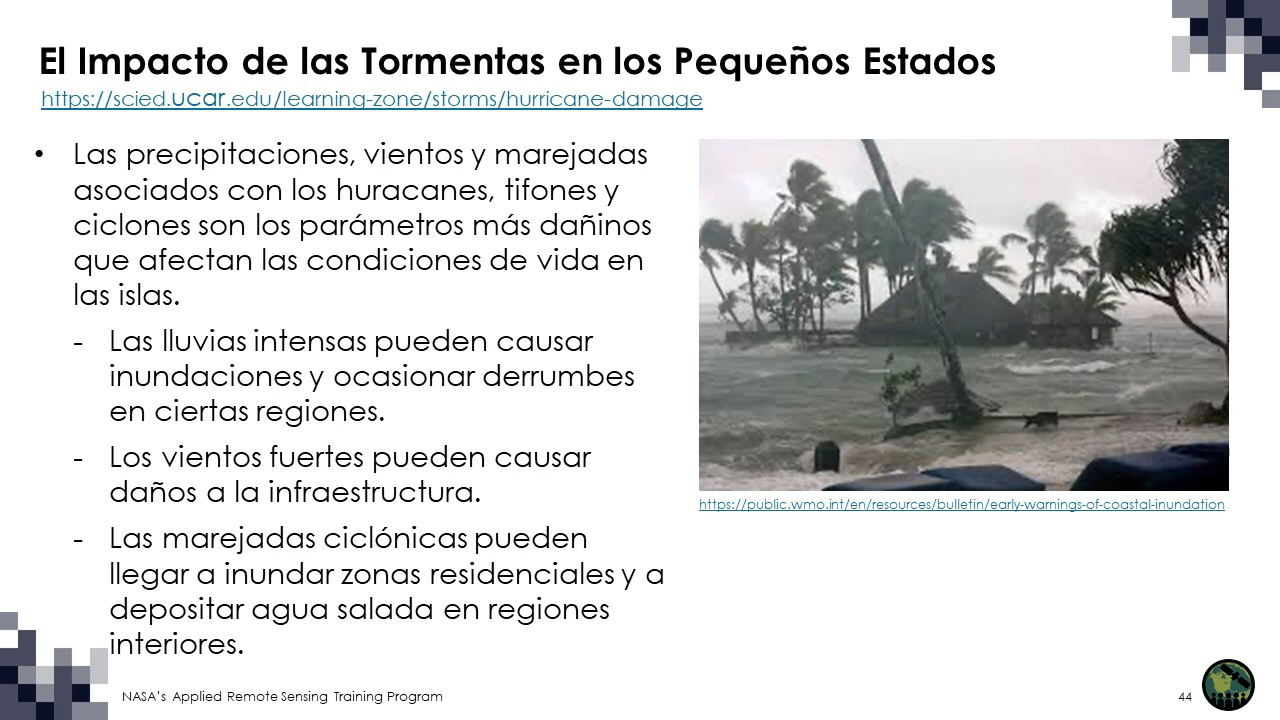 El Impacto de las Tormentas en los Pequeños Estados
https://scied.ucar.edu/learning-zone/storms/hurricane-damage
• Las precipitaciones, vientos y marejadas
asociados con los huracanes, tifones y
ciclones son los parámetros más dañinos
que afectan las condiciones de vida en
las islas.
- Las lluvias intensas pueden causar
inundaciones y ocasionar derrumbes
en ciertas regiones.
- Los vientos fuertes pueden causar
daños a la infraestructura.
- Las marejadas ciclónicas pueden
llegar a inundar zonas residenciales y a
depositar agua salada en regiones
interiores.
https://public.wmo.int/en/resources/bulletin/early-warnings-of-coastal-inundation
NASA's Applied Remote Sensing Training Program
44